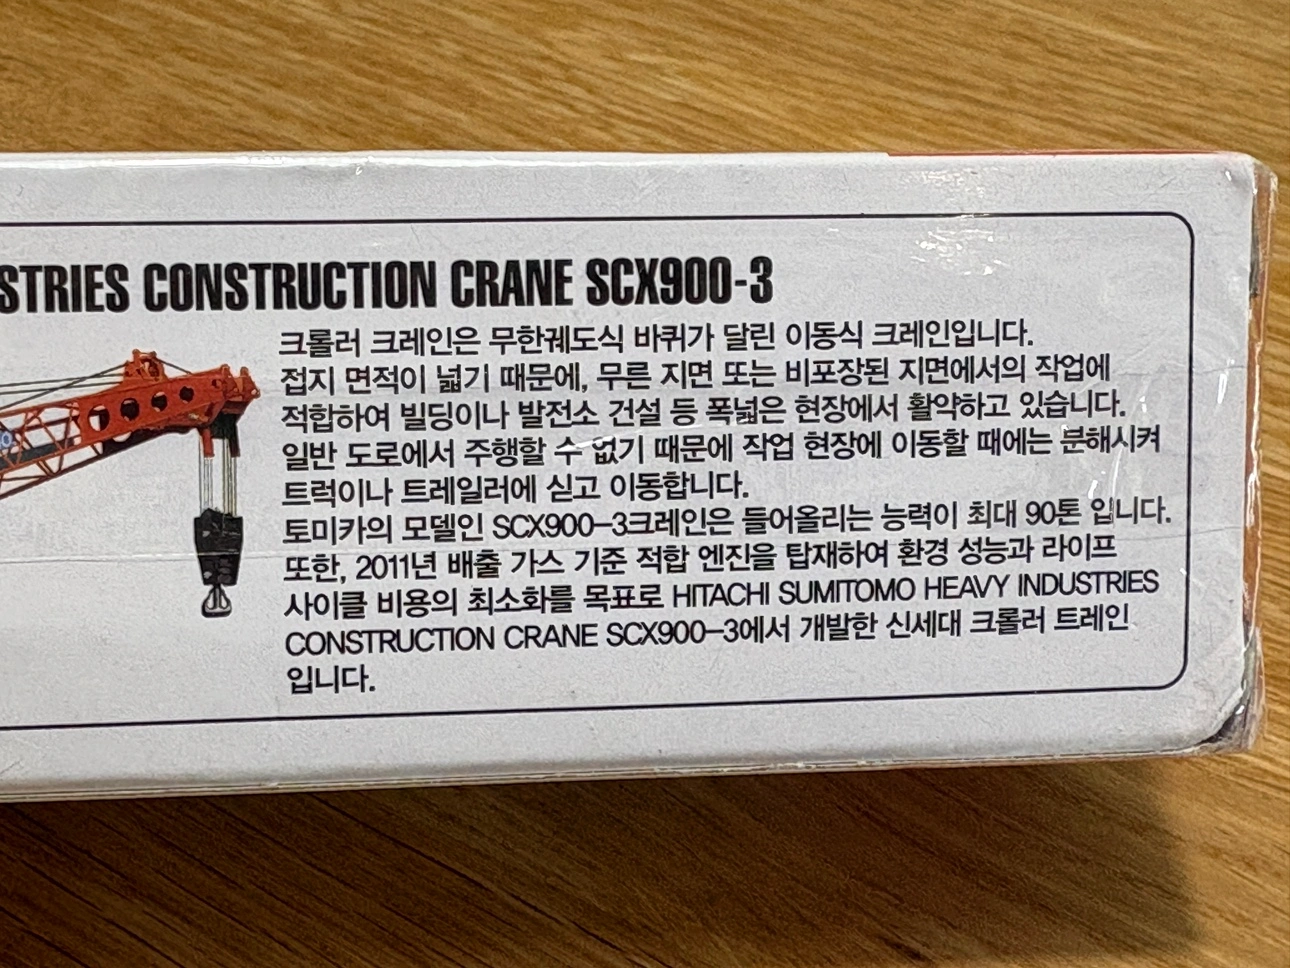 STRIES CONSTRUCTION CRANE SCX900-3
크롤러 크레인은 무한궤도식 바퀴가 달린 이동식 크레인입니다.
접지 면적이 넓기 때문에, 무른 지면 또는 비포장된 지면에서의 작업에
적합하여 빌딩이나 발전소 건설 등 폭넓은 현장에서 활약하고 있습니다.
일반 도로에서 주행할 수 없기 때문에 작업 현장에 이동할 때에는 분해시켜
트럭이나 트레일러에 싣고 이동합니다.
토미카의 모델인 SCX900-3크레인은 들어올리는 능력이 최대 90톤 입니다.
또한, 2011년 배출 가스 기준 적합 엔진을 탑재하여 환경 성능과 라이프
사이클 비용의 최소화를 목표로 HITACHI SUMITOMO HEAVY INDUSTRIES
CONSTRUCTION CRANE SCX900-3에서 개발한 신세대 크롤러 트레인
입니다.